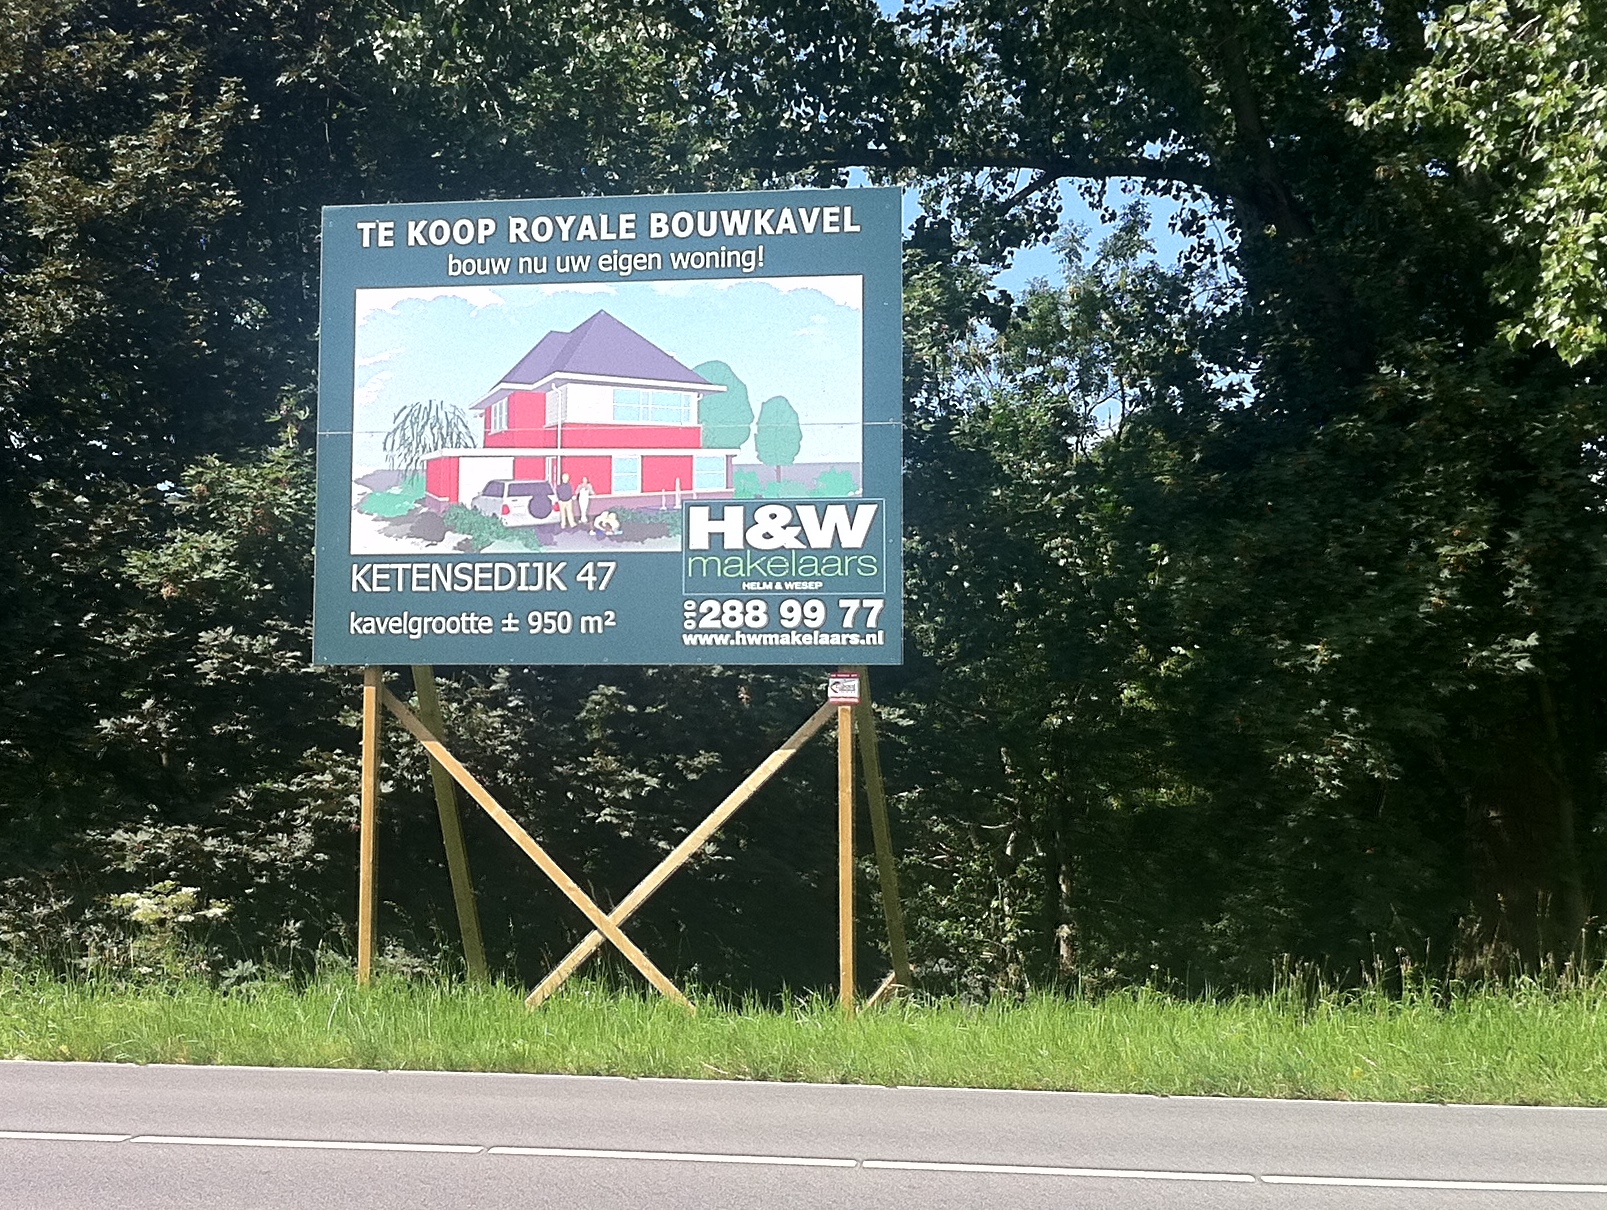 TE KOOP ROYALE BOUWKAVEL
bouw nu uw eigen woning!
H&W
makelaars
HELM & WESEP
KETENSEDIJK 47
kavelgrootte ± 950 m²
010 288 99 77
www.hwmakelaars.nl